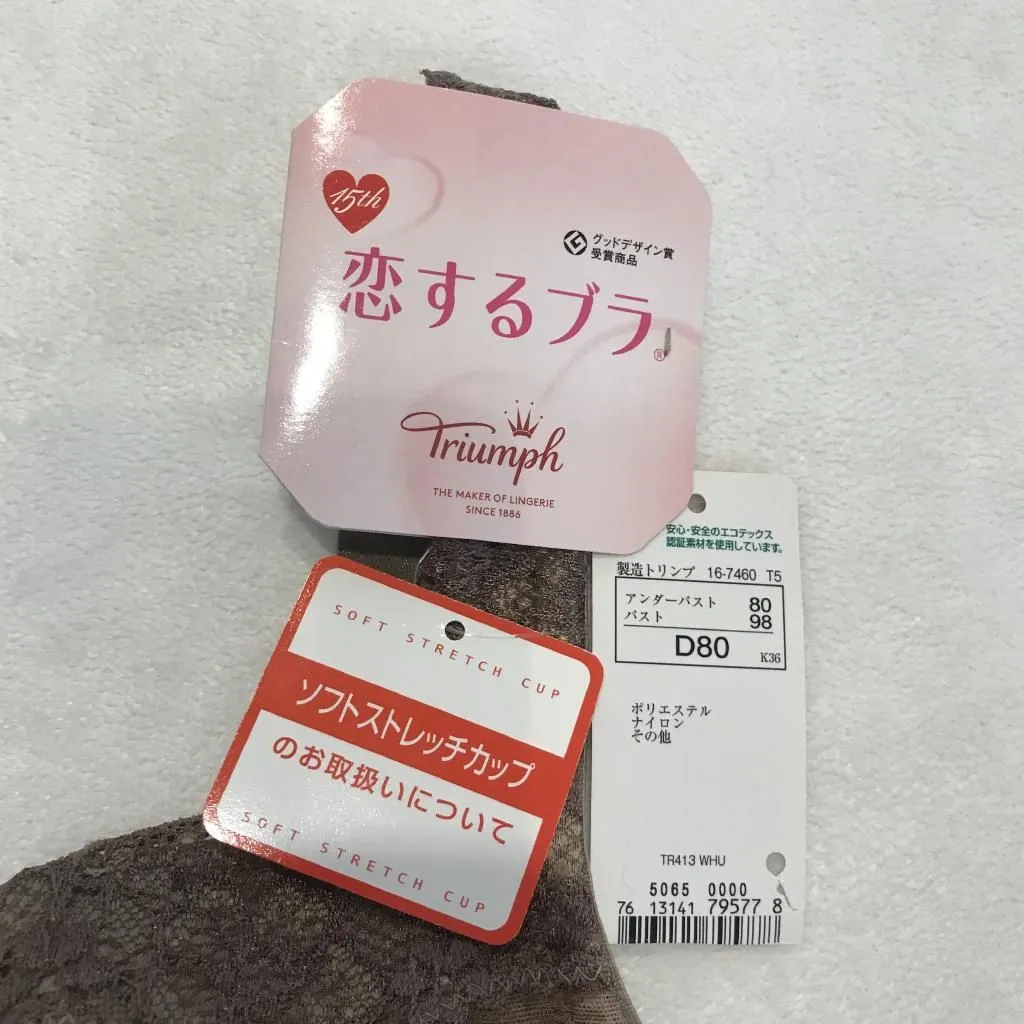 15th
グッドデザイン賞
受賞商品
恋するブラ®
Triumph
THE MAKER OF LINGERIE
SINCE 1886
安心・安全のエコテックス
認証素材を使用しています。
製造トリンプ 16-7460 T5
アンダーバスト 80
バスト 98
D80 K36
ポリエステル
ナイロン
その他
TR413 WHU
5065 0000
76 13141 79577 8
SOFT STRETCH CUP
ソフトストレッチカップ
のお取扱いについて
SOFT STRETCH CUP